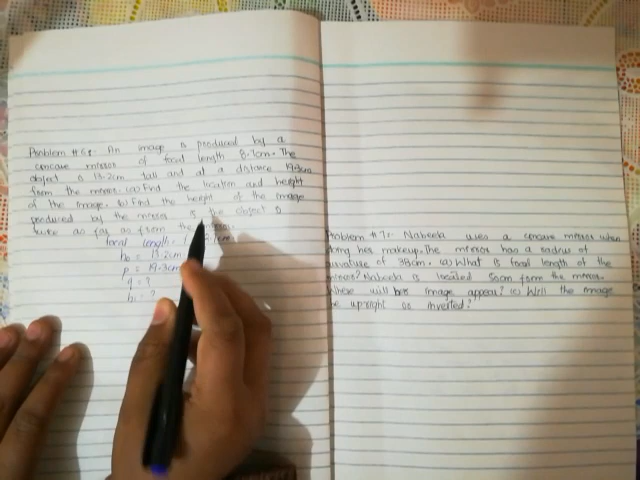 Problem # 6: An image is produced by a
concave mirror of focal length 8.7cm. The
object is 13.2cm tall and at a distance 19.3cm
from the mirror. (a) Find the location and height
of the image. b) Find the height of the image
produced by the mirror is the object is
twice as far as from the mirror.
focal length
ho = 13.2cm
p = 19.3cm
q = ?
hi = ?
Problem # 7:- Nabeela uses a concave mirror when
doing her makeup. The mirror has a radius of
curvature of 38cm. (a) What is focal length of the
mirror? Nabeela is located 50cm form the mirror.
Where will her image appear? (c) Will the image
be upright or inverted?